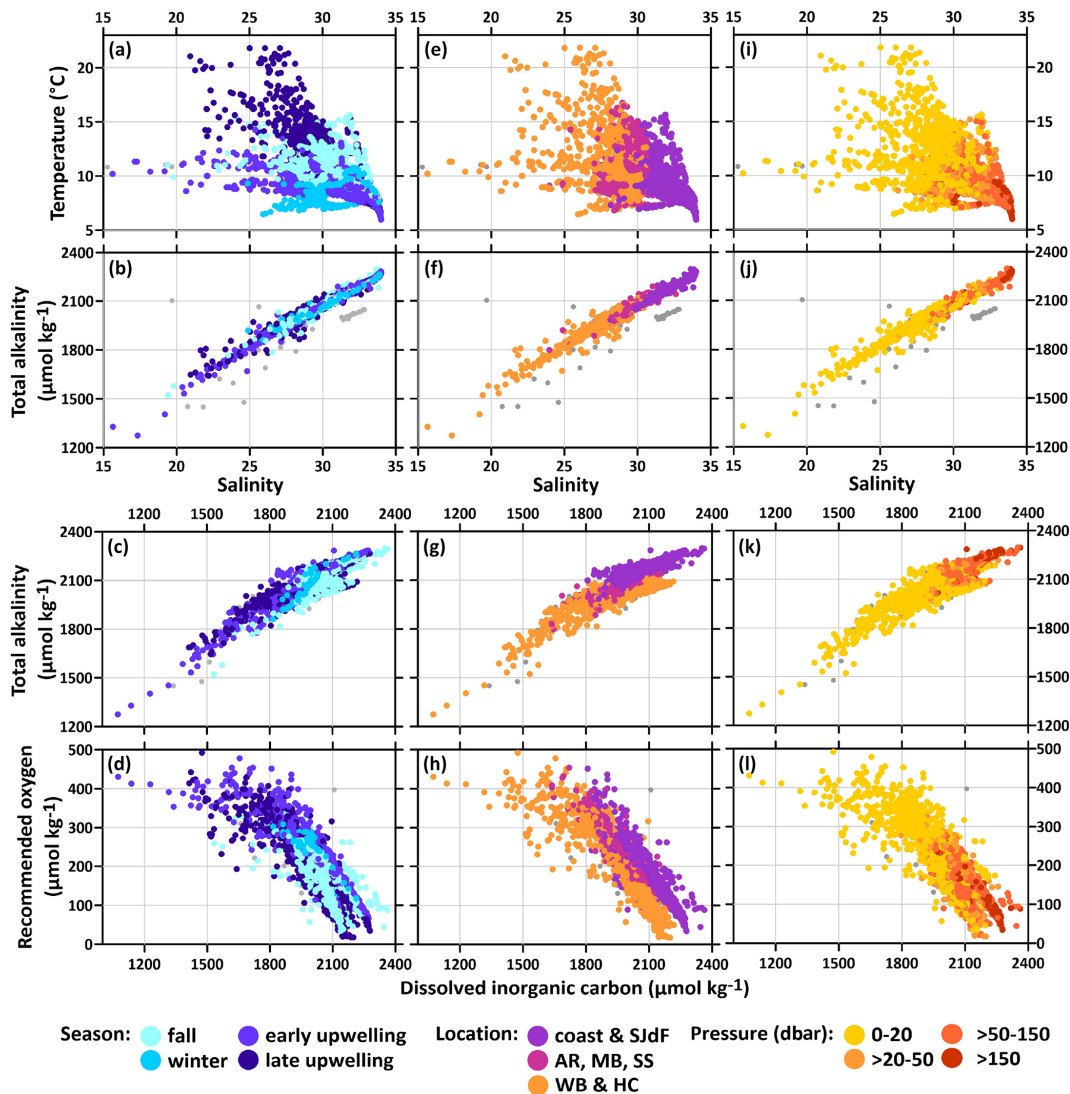 15 20 25 30 35 15 20 25 30 35 15 20 25 30 35
(a) (e) (i)
Temperature (°C)
20 15 10 5
20 15 10 5
(b) (f) (j)
Total alkalinity
(µmol kg-1)
2400 2100 1800 1500 1200
2400 2100 1800 1500 1200
15 20 25 30 35 15 20 25 30 35 15 20 25 30 35
Salinity Salinity Salinity
1200 1500 1800 2100 2400 1200 1500 1800 2100 2400 1200 1500 1800 2100 2400
(c) (g) (k)
Total alkalinity
(µmol kg-1)
2400 2100 1800 1500 1200
2400 2100 1800 1500 1200
(d) (h) (l)
Recommended oxygen
(µmol kg-1)
500 400 300 200 100 0
500 400 300 200 100 0
1200 1500 1800 2100 2400 1200 1500 1800 2100 2400 1200 1500 1800 2100 2400
Dissolved inorganic carbon (µmol kg-1)
Season: fall early upwelling Location: coast & SJdF Pressure (dbar): 0-20 >50-150
winter late upwelling AR, MB, SS >20-50 >150
WB & HC